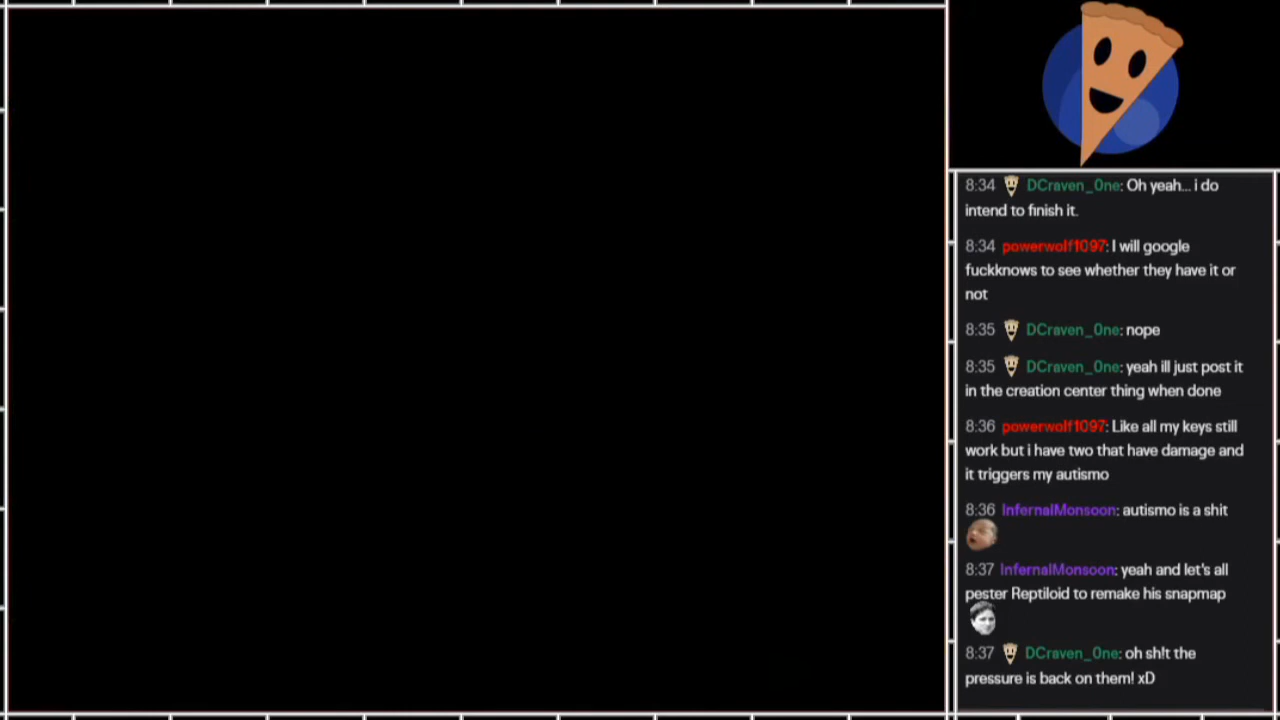 8:34 DCraven_0ne: Oh yeah... i do
intend to finish it.
8:34 powerwolf1097: I will google
fuckknows to see whether they have it or
not
8:35 DCraven_0ne: nope
8:35 DCraven_0ne: yeah ill just post it
in the creation center thing when done
8:36 powerwolf1097: Like all my keys still
work but i have two that have damage and
it triggers my autismo
8:36 InfernalMonsoon: autismo is a shit
8:37 InfernalMonsoon: yeah and let's all
pester Reptiloid to remake his snapmap
8:37 DCraven_0ne: oh sh!t the
pressure is back on them! xD